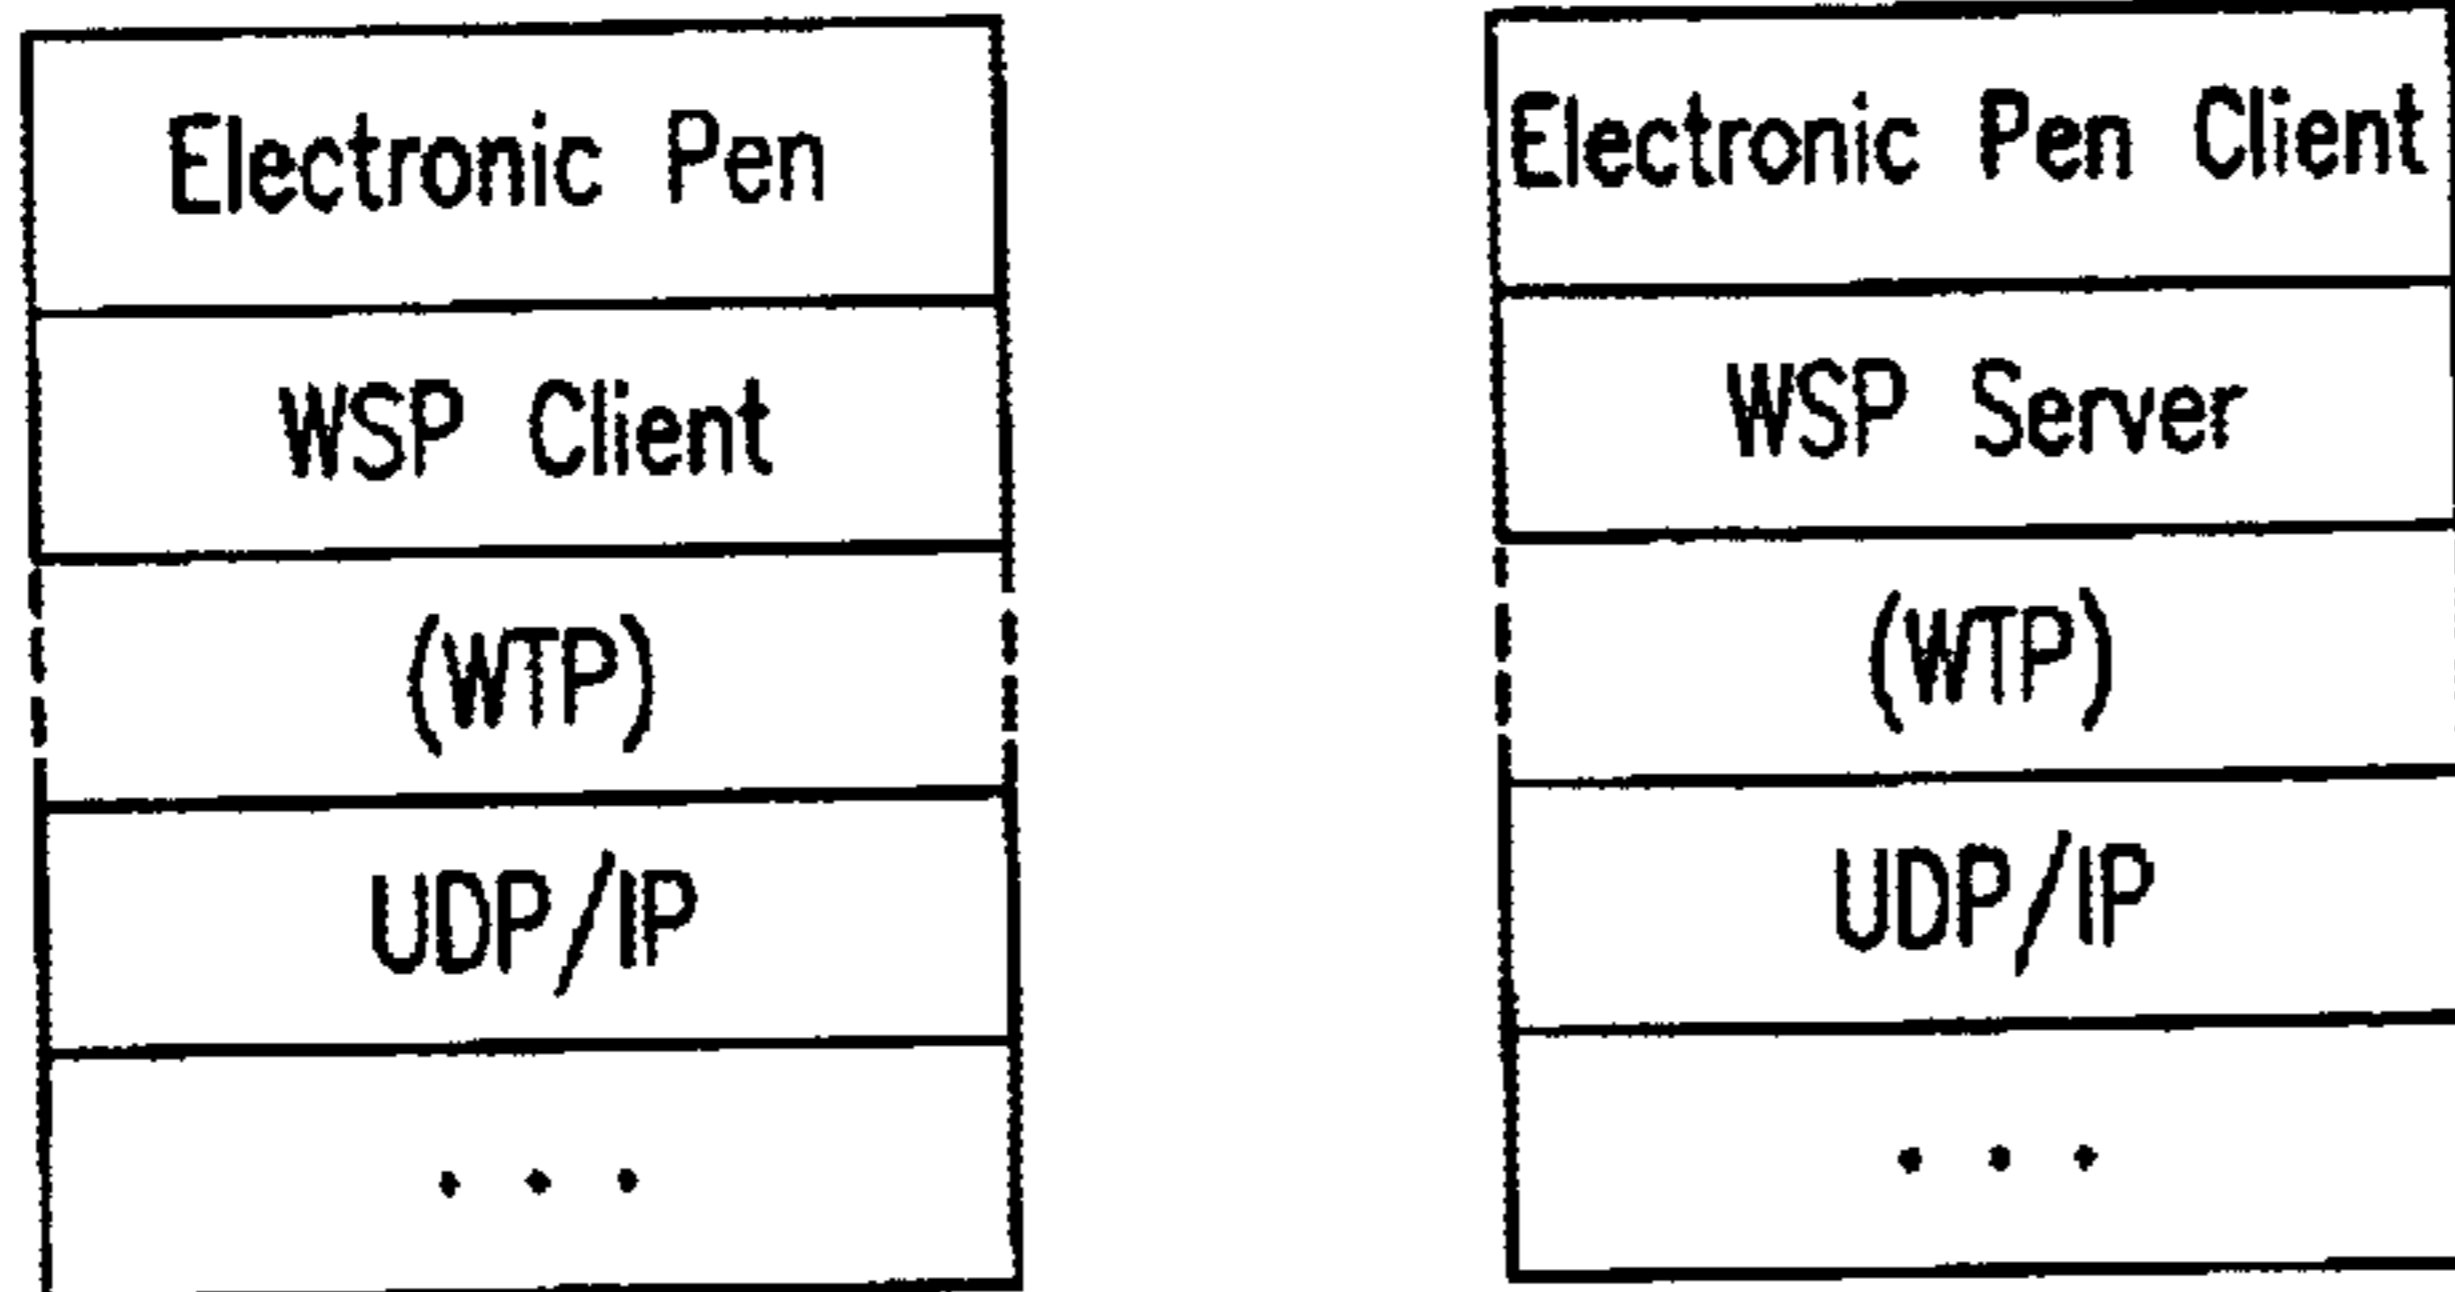 Electronic Pen
WSP Client
(WTP)
UDP/IP
...
Electronic Pen Client
WSP Server
(WTP)
UDP/IP
...